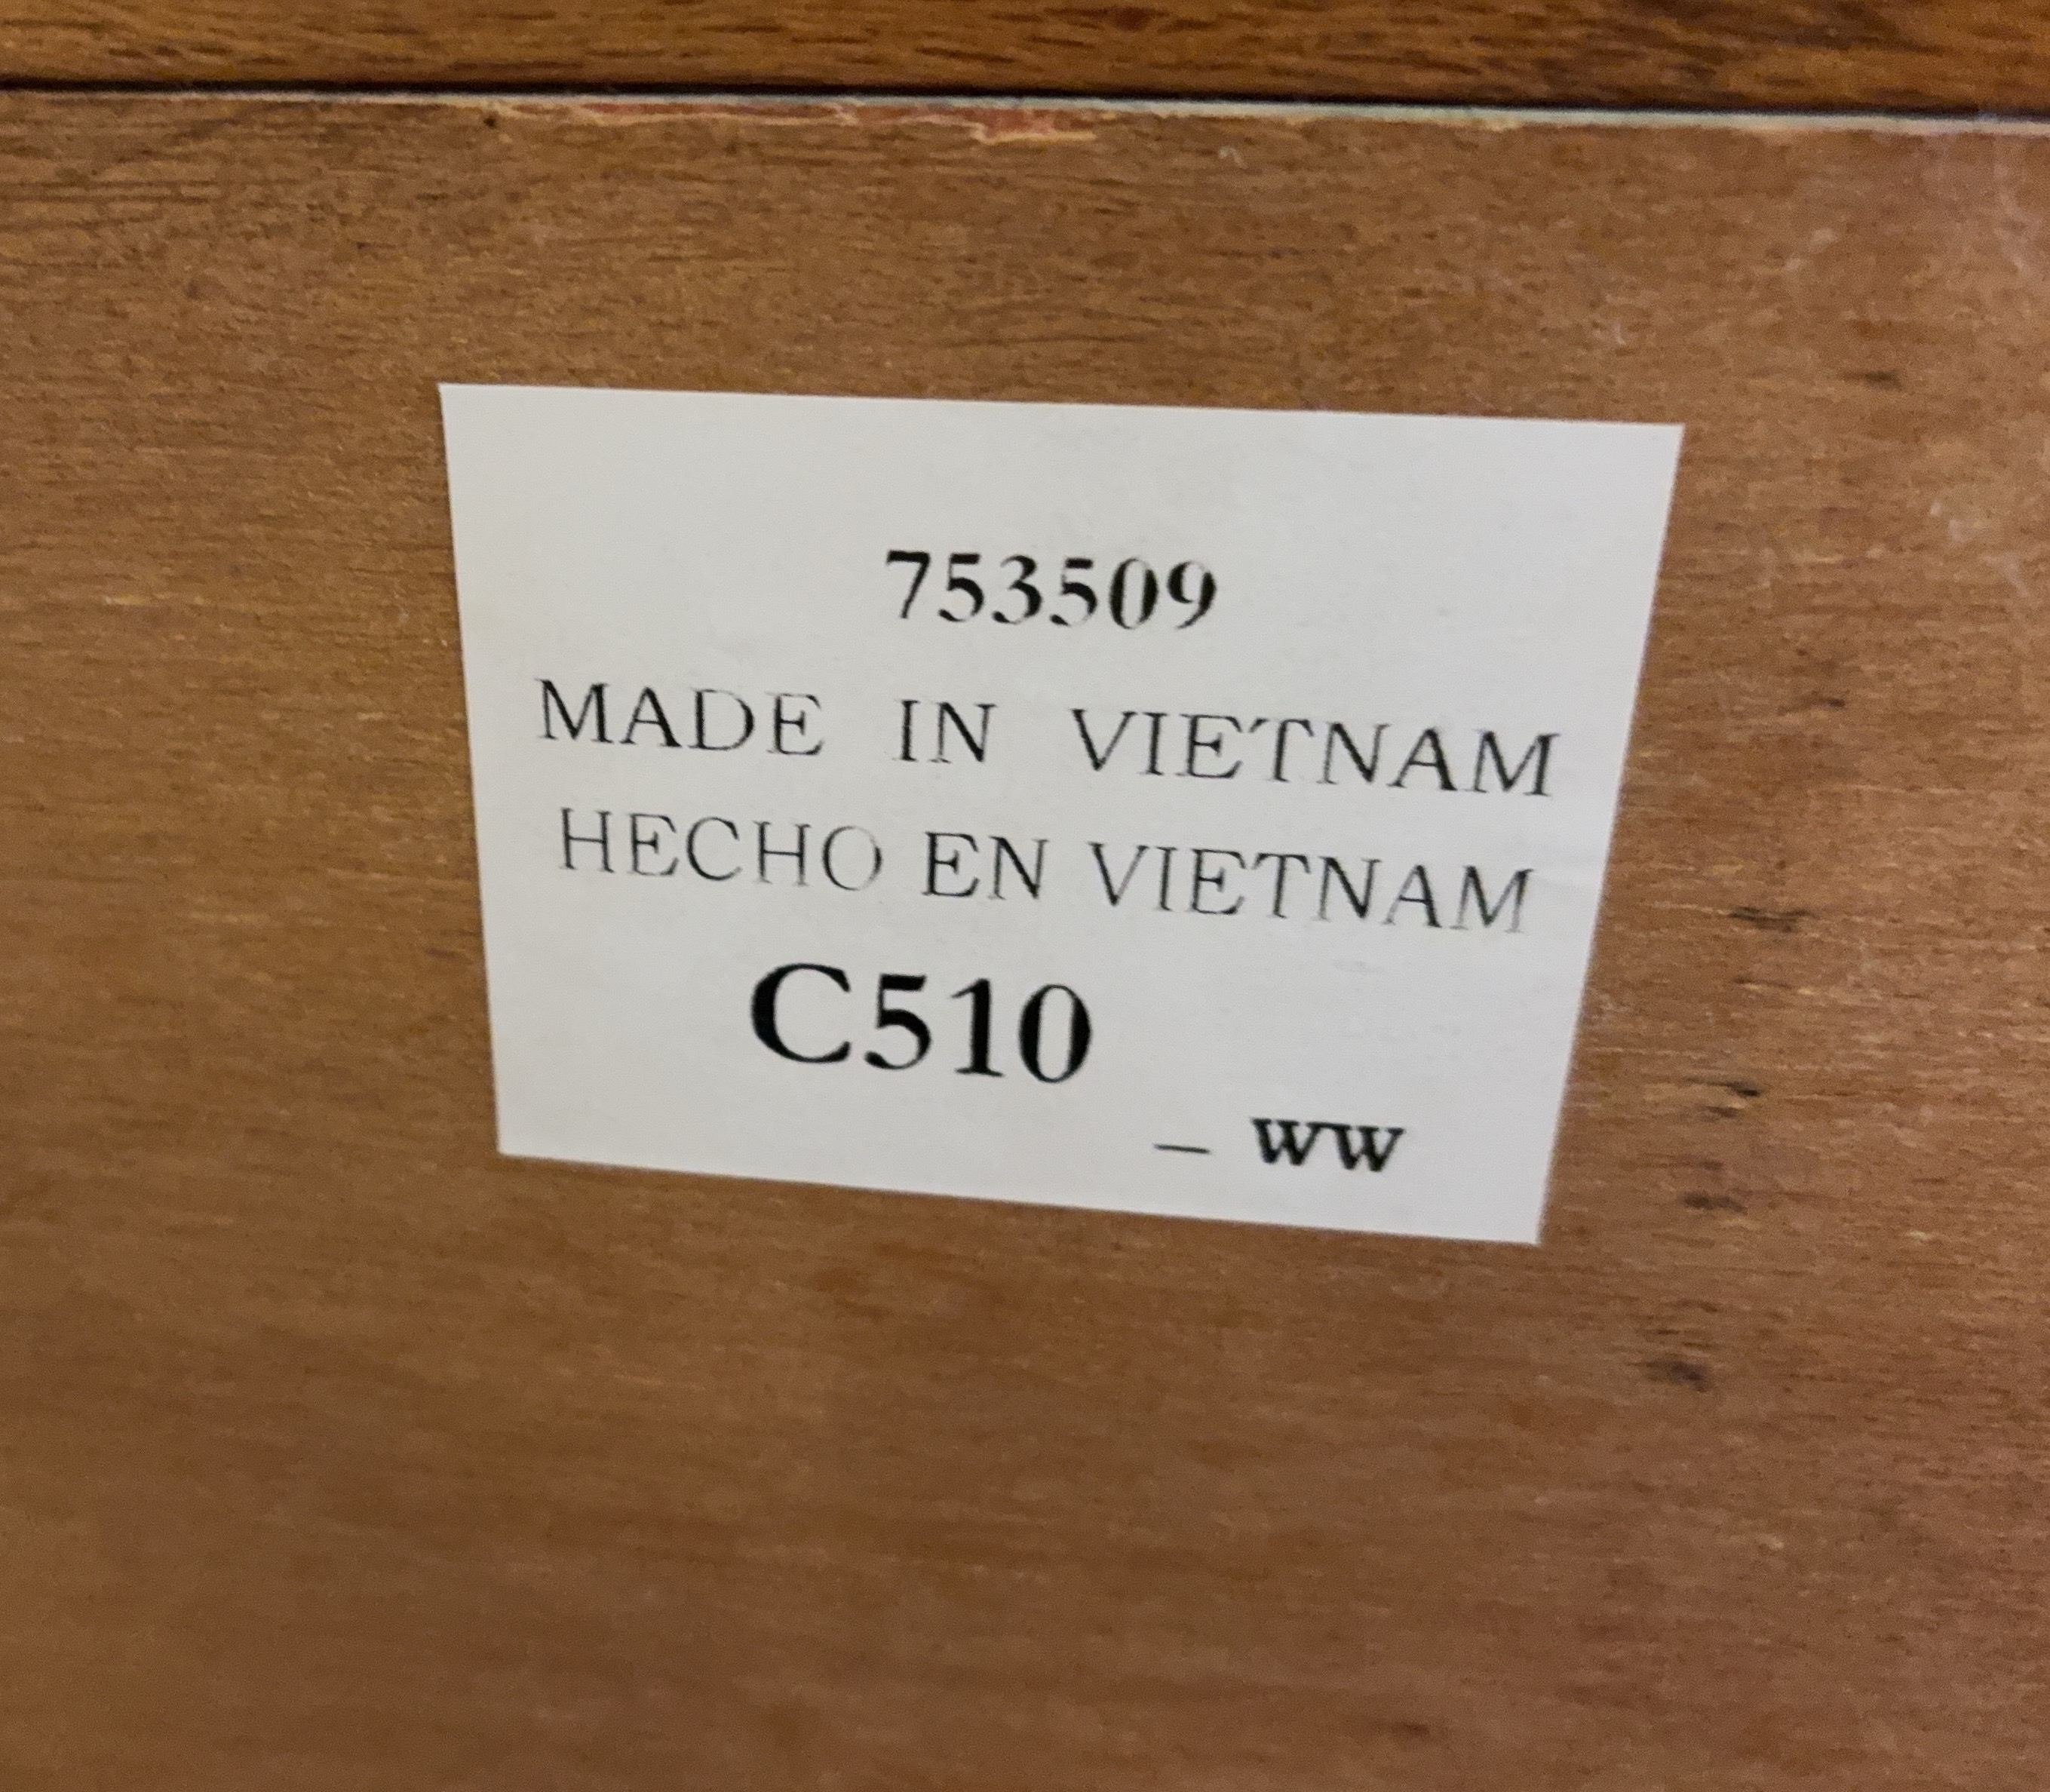 753509
MADE IN VIETNAM
HECHO EN VIETNAM
C510
_ WW